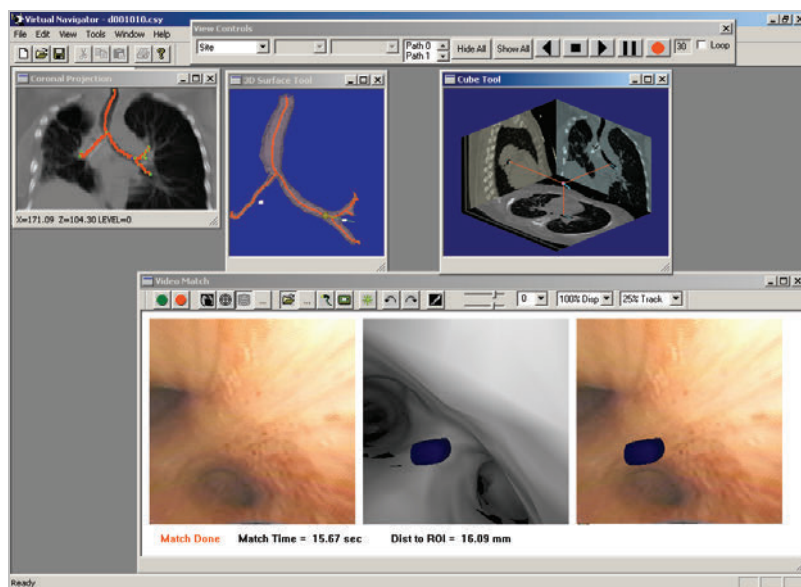 Virtual Navigator - d001010.csy
File Edit View Tools Window Help
View Controls
Site
Path 0
Path 1
Hide All
Show All
30
Loop
Coronal Projection
X=171.09 Z=104.30 LEVEL=0
3D Surface Tool
Cube Tool
Video Match
...
...
0
100% Disp
25% Track
Match Done Match Time = 15.67 sec Dist to ROI = 16.09 mm
Ready